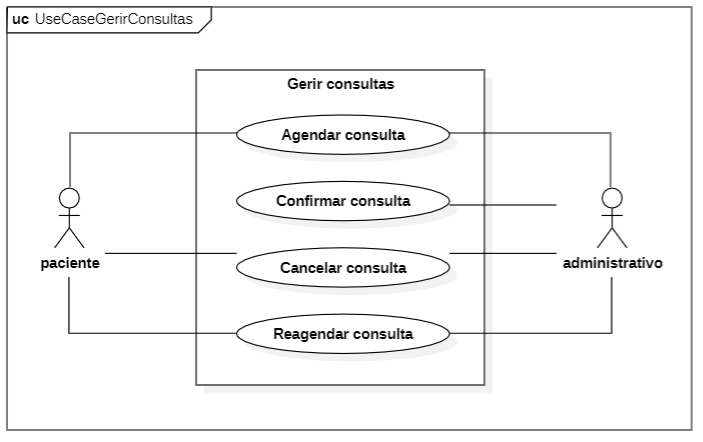 uc UseCaseGerirConsultas
Gerir consultas
Agendar consulta
Confirmar consulta
Cancelar consulta
Reagendar consulta
paciente
administrativo